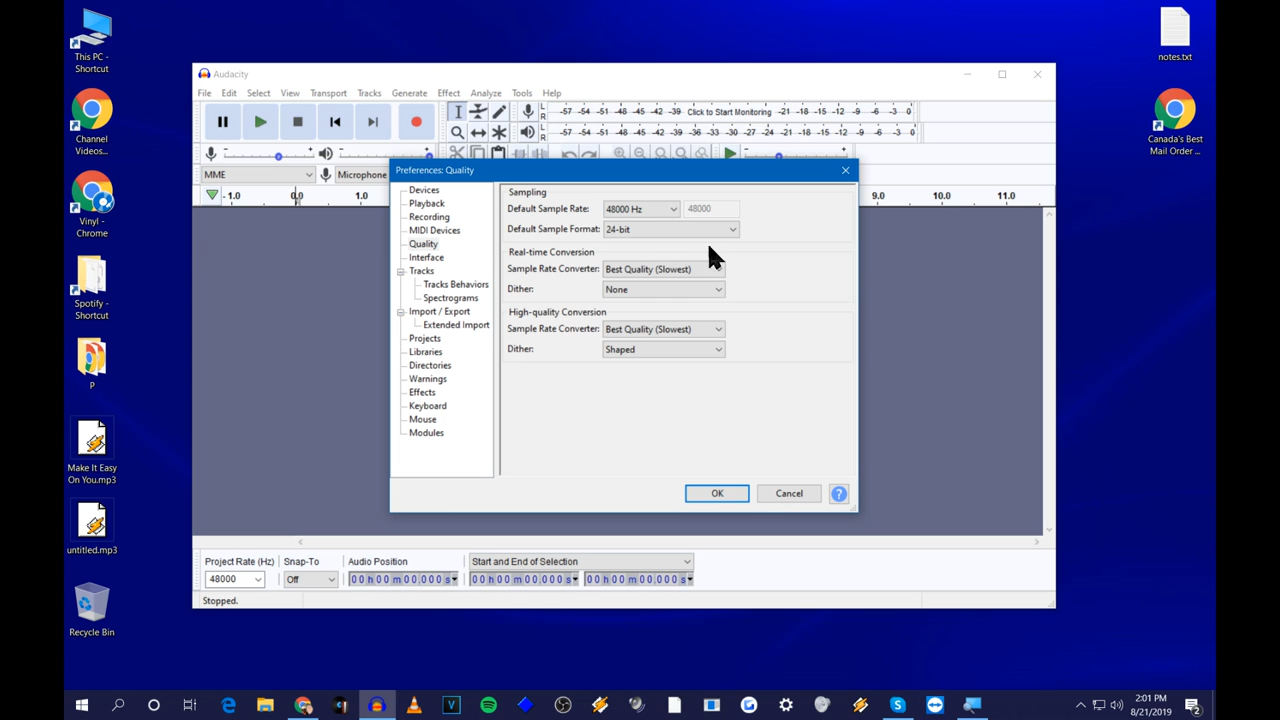 This PC -
Shortcut
Channel
Videos...
Vinyl -
Chrome
Spotify -
Shortcut
P
Make It Easy
On You.mp3
untitled.mp3
Recycle Bin
notes.txt
Canada's Best
Mail Order ...
Audacity
File Edit Select View Transport Tracks Generate Effect Analyze Tools Help
L
R
-57 -54 -51 -48 -45 -42 -39 Click to Start Monitoring -21 -18 -15 -12 -9 -6 -3 0
L
R
-57 -54 -51 -48 -45 -42 -39 -36 -33 -30 -27 -24 -21 -18 -15 -12 -9 -6 -3 0
MME
Microphone
- 1.0 0.0 1.0 9.0 10.0 11.0
Preferences: Quality
Devices
Playback
Recording
MIDI Devices
Quality
Interface
Tracks
Tracks Behaviors
Spectrograms
Import / Export
Extended Import
Projects
Libraries
Directories
Warnings
Effects
Keyboard
Mouse
Modules
Sampling
Default Sample Rate: 48000 Hz 48000
Default Sample Format: 24-bit
Real-time Conversion
Sample Rate Converter: Best Quality (Slowest)
Dither: None
High-quality Conversion
Sample Rate Converter: Best Quality (Slowest)
Dither: Shaped
OK Cancel ?
Project Rate (Hz) Snap-To Audio Position Start and End of Selection
48000 Off 00 h 00 m 00.000 s 00 h 00 m 00.000 s 00 h 00 m 00.000 s
Stopped.
2:01 PM
8/21/2019
2